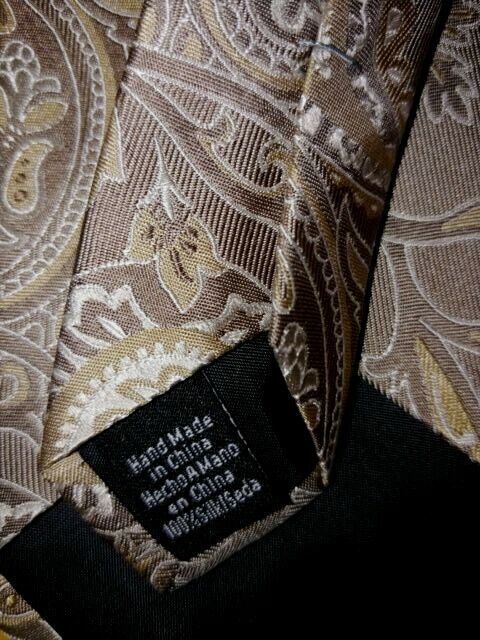 Hand Made
in China
Hecho A Mano
en China
100% Silk/Seda